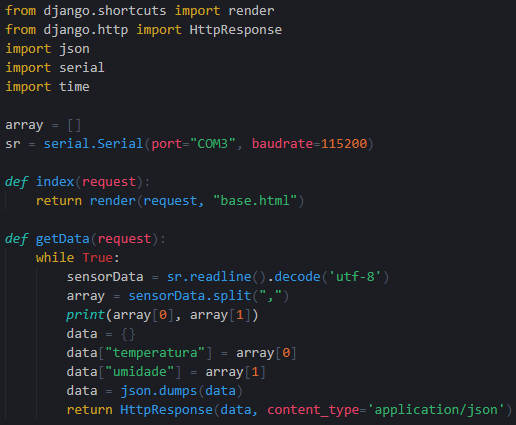 from django.shortcuts import render
from django.http import HttpResponse
import json
import serial
import time
array = []
sr = serial.Serial(port="COM3", baudrate=115200)
def index(request):
    return render(request, "base.html")
def getData(request):
    while True:
        sensorData = sr.readline().decode('utf-8')
        array = sensorData.split(",")
        print(array[0], array[1])
        data = {}
        data["temperatura"] = array[0]
        data["umidade"] = array[1]
        data = json.dumps(data)
        return HttpResponse(data, content_type='application/json')